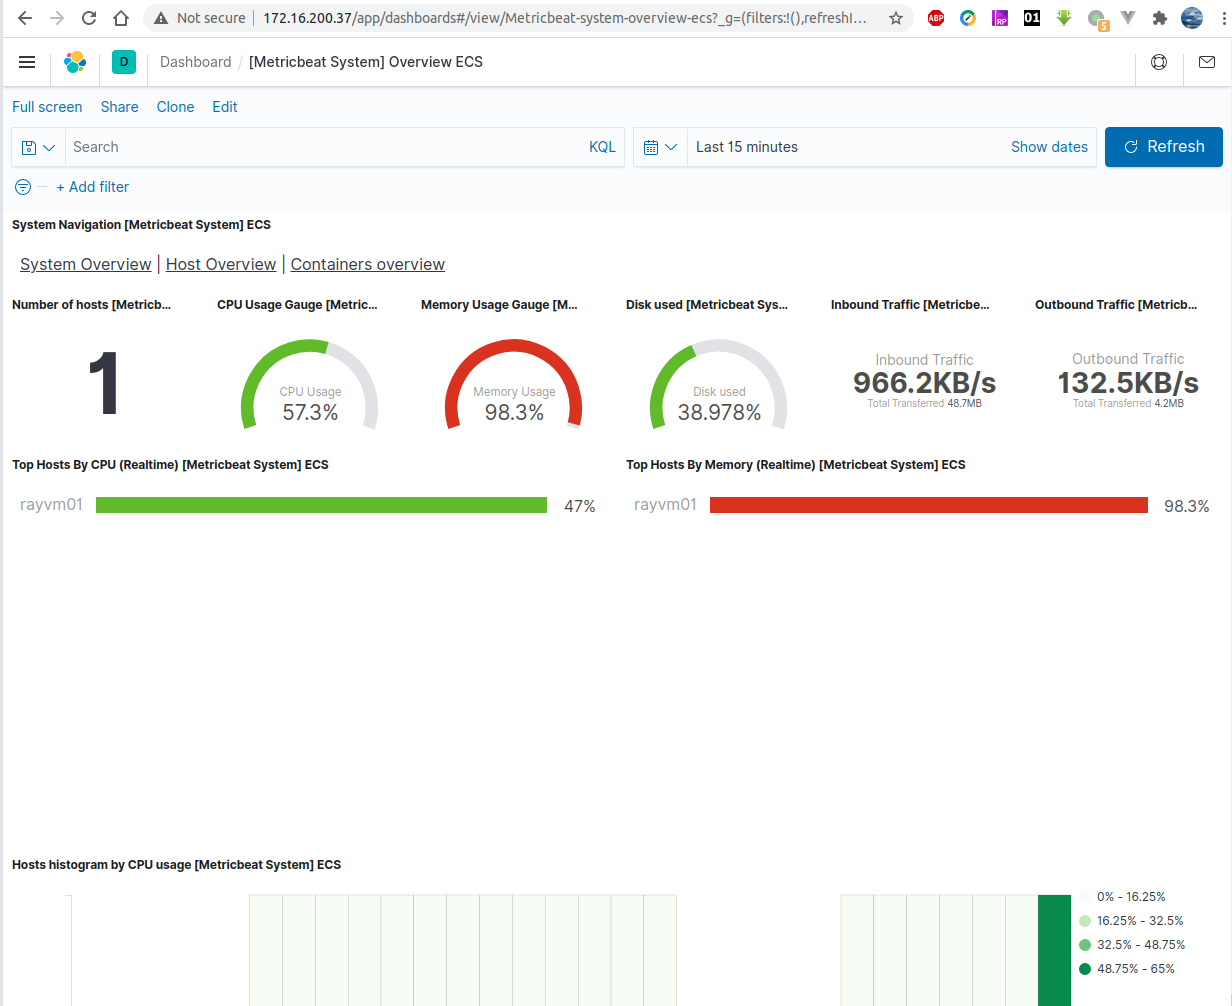 Not secure | 172.16.200.37/app/dashboards#/view/Metricbeat-system-overview-ecs?_g=(filters:!(),refreshI...
ABP
RP
01
5
D
Dashboard / [Metricbeat System] Overview ECS
Full screen Share Clone Edit
Search KQL Last 15 minutes Show dates Refresh
+ Add filter
System Navigation [Metricbeat System] ECS
System Overview | Host Overview | Containers overview
Number of hosts [Metricb...
1
CPU Usage Gauge [Metric...
CPU Usage
57.3%
Memory Usage Gauge [M...
Memory Usage
98.3%
Disk used [Metricbeat Sys...
Disk used
38.978%
Inbound Traffic [Metricbe...
Inbound Traffic
966.2KB/s
Total Transferred 48.7MB
Outbound Traffic [Metricb...
Outbound Traffic
132.5KB/s
Total Transferred 4.2MB
Top Hosts By CPU (Realtime) [Metricbeat System] ECS
rayvm01 47%
Top Hosts By Memory (Realtime) [Metricbeat System] ECS
rayvm01 98.3%
Hosts histogram by CPU usage [Metricbeat System] ECS
0% - 16.25%
16.25% - 32.5%
32.5% - 48.75%
48.75% - 65%